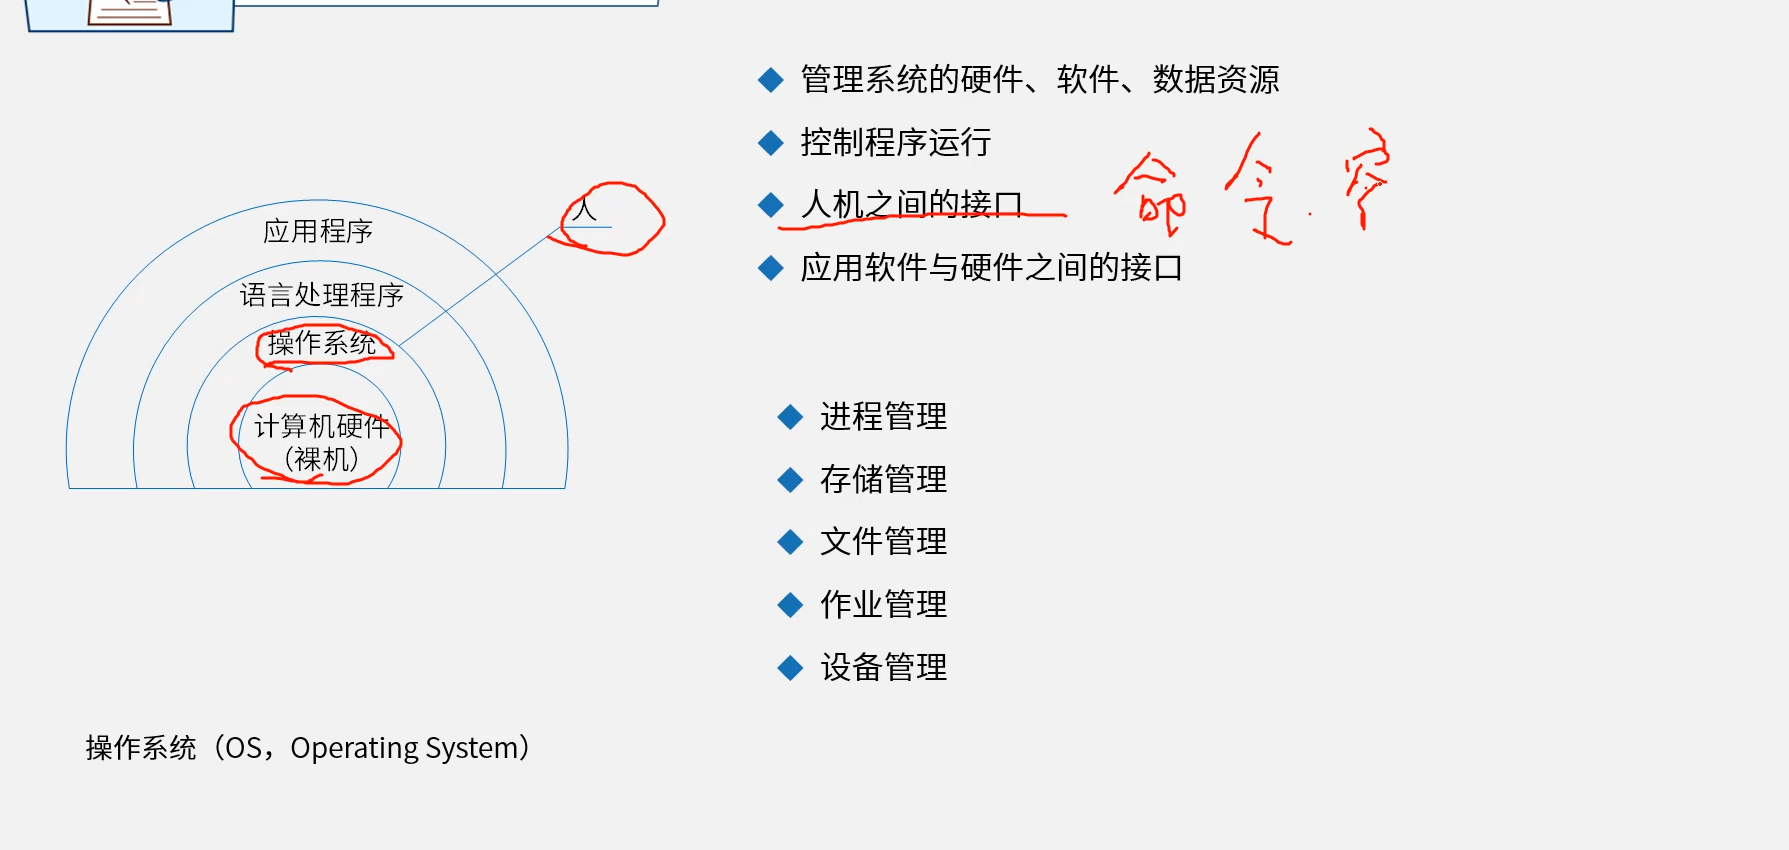 管理系统的硬件、软件、数据资源
控制程序运行
人机之间的接口
命令
应用软件与硬件之间的接口
人
应用程序
语言处理程序
操作系统
计算机硬件
（裸机）
进程管理
存储管理
文件管理
作业管理
设备管理
操作系统（OS，Operating System）